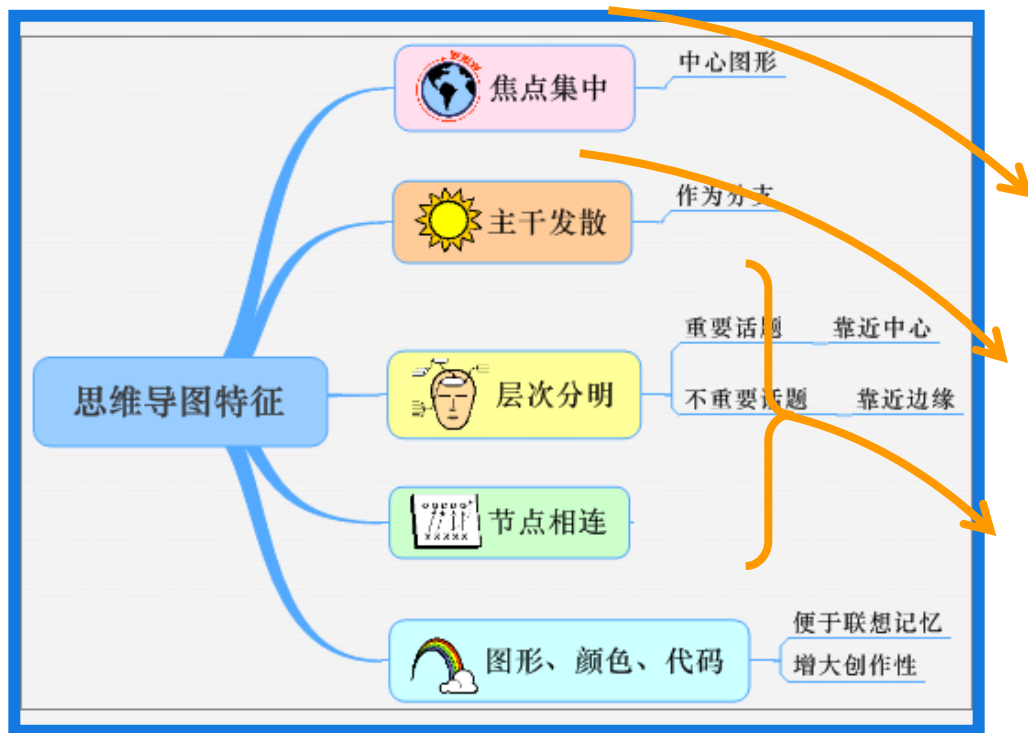 焦点集中
中心图形
主干发散
作为分支
思维导图特征
层次分明
重要话题
靠近中心
不重要话题
靠近边缘
节点相连
图形、颜色、代码
便于联想记忆
增大创作性